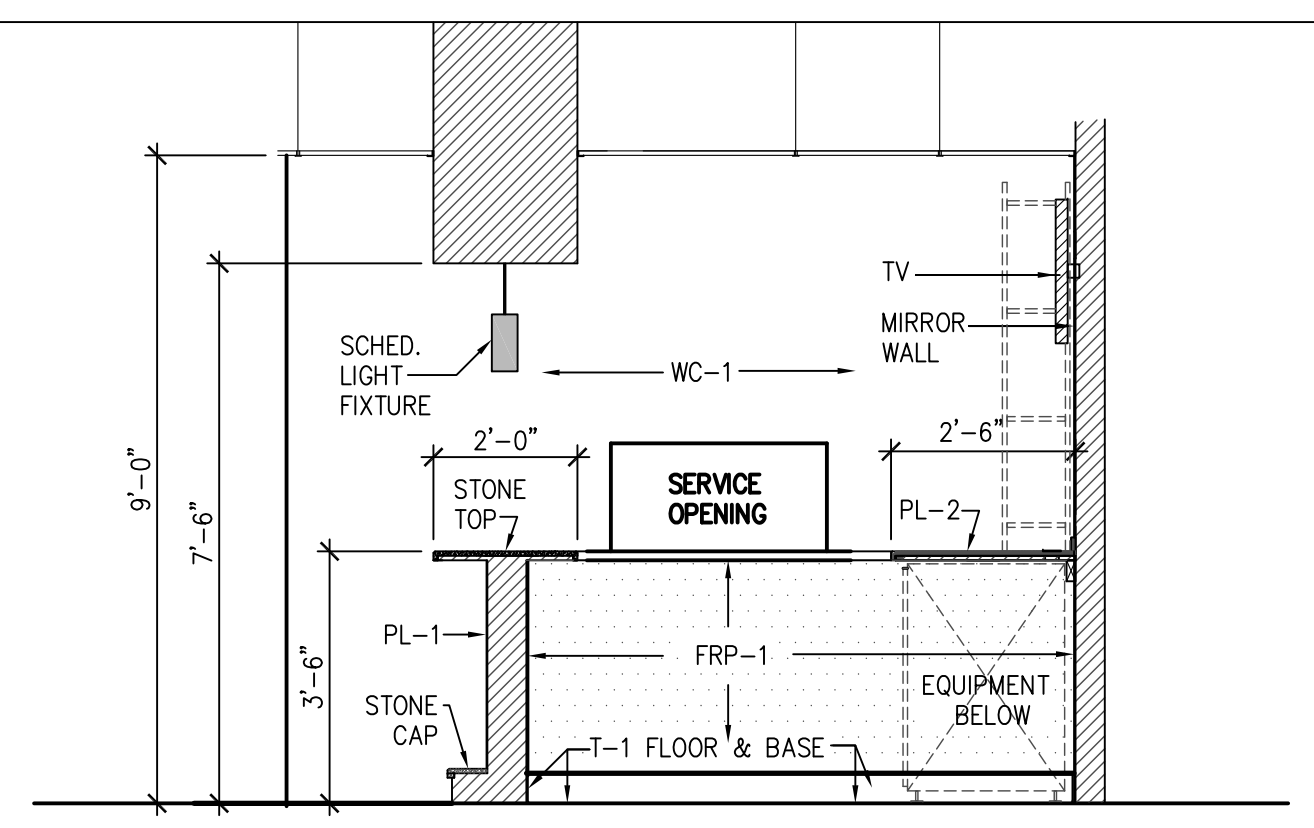 TV
MIRROR
WALL
SCHED.
LIGHT
FIXTURE
WC-1
9'-0"
7'-6"
2'-0"
2'-6"
STONE
TOP
SERVICE
OPENING
PL-2
3'-6"
PL-1
FRP-1
EQUIPMENT
BELOW
STONE
CAP
T-1 FLOOR & BASE